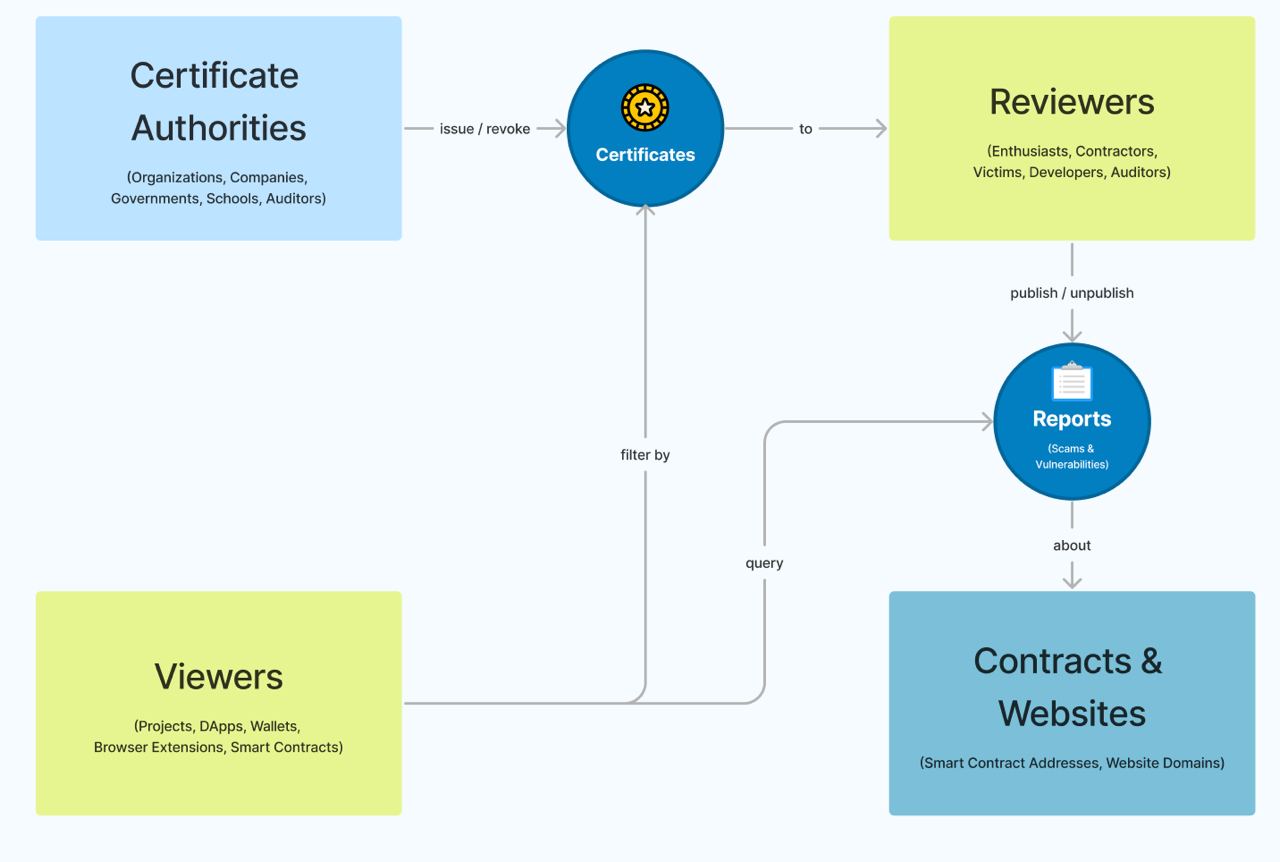 Certificate
Authorities
(Organizations, Companies,
Governments, Schools, Auditors)
issue / revoke
Certificates
to
Reviewers
(Enthusiasts, Contractors,
Victims, Developers, Auditors)
publish / unpublish
Reports
(Scams &
Vulnerabilities)
filter by
query
about
Viewers
(Projects, DApps, Wallets,
Browser Extensions, Smart Contracts)
Contracts &
Websites
(Smart Contract Addresses, Website Domains)